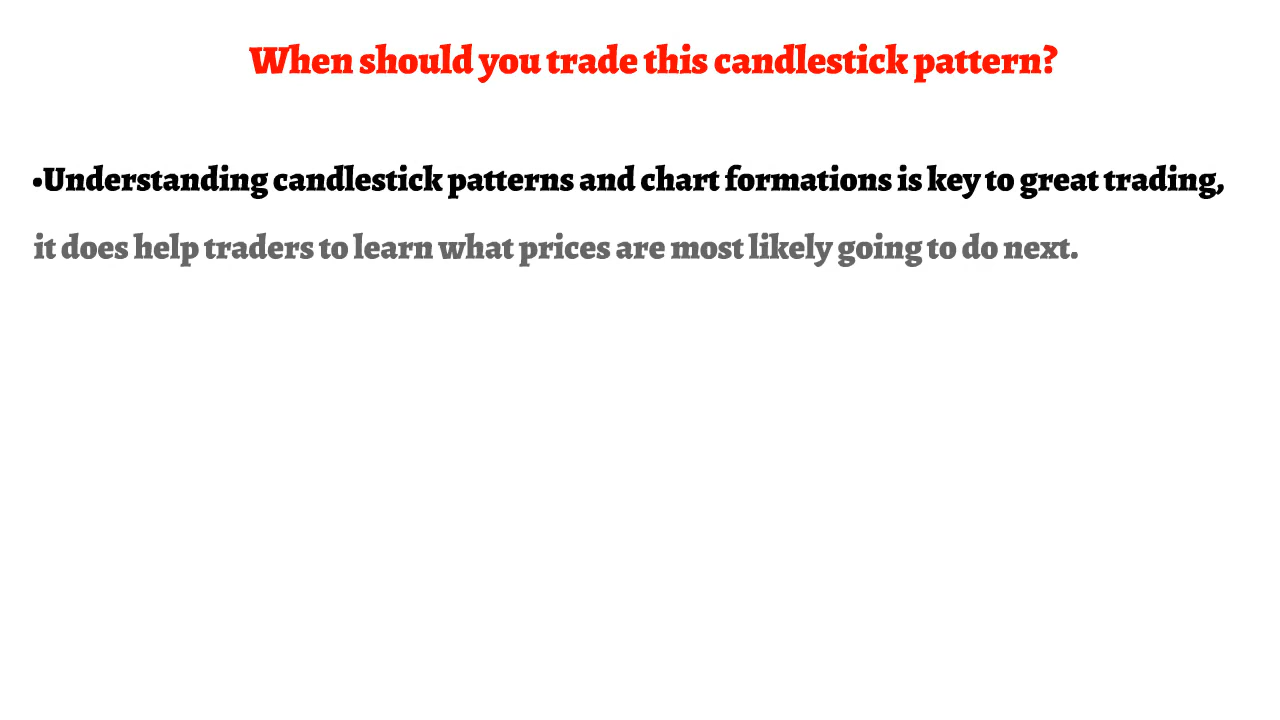 When should you trade this candlestick pattern?
•Understanding candlestick patterns and chart formations is key to great trading,
it does help traders to learn what prices are most likely going to do next.